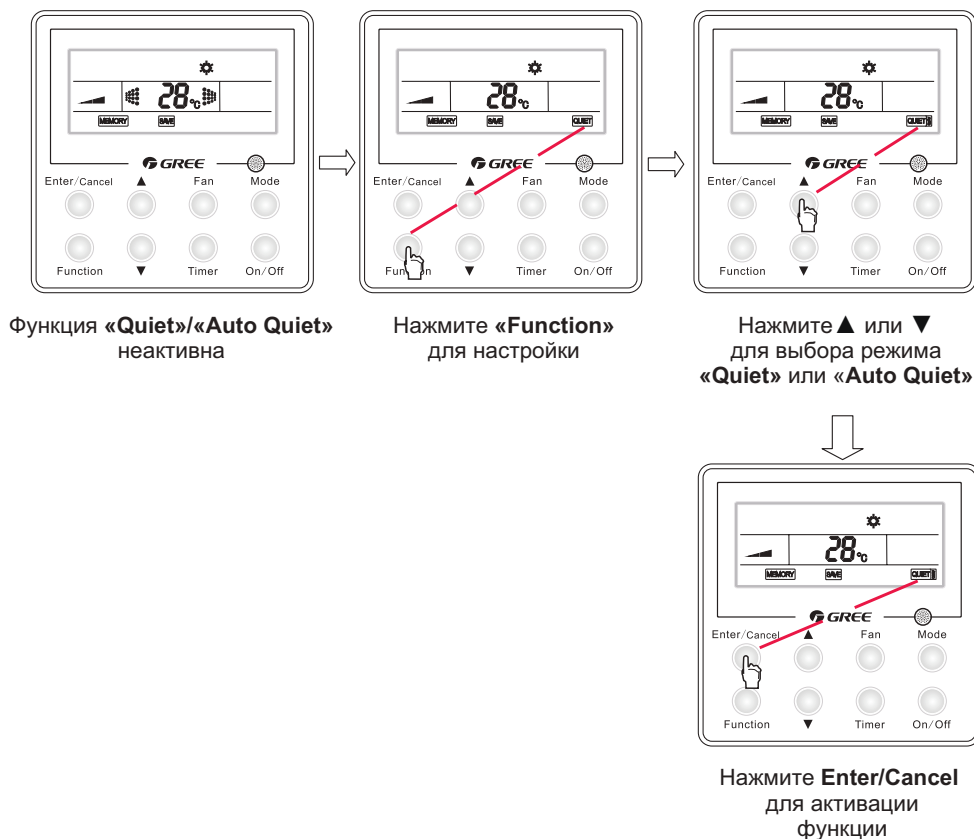 28°C
MEMORY SAVE
GREE
Enter/Cancel ▲ Fan Mode
Function ▼ Timer On/Off
Функция «Quiet»/«Auto Quiet»
неактивна
28°C
MEMORY SAVE QUIET
GREE
Enter/Cancel ▲ Fan Mode
Function ▼ Timer On/Off
Нажмите «Function»
для настройки
28°C
MEMORY SAVE QUIET
GREE
Enter/Cancel ▲ Fan Mode
Function ▼ Timer On/Off
Нажмите ▲ или ▼
для выбора режима
«Quiet» или «Auto Quiet»
28°C
MEMORY SAVE QUIET
GREE
Enter/Cancel ▲ Fan Mode
Function ▼ Timer On/Off
Нажмите Enter/Cancel
для активации
функции